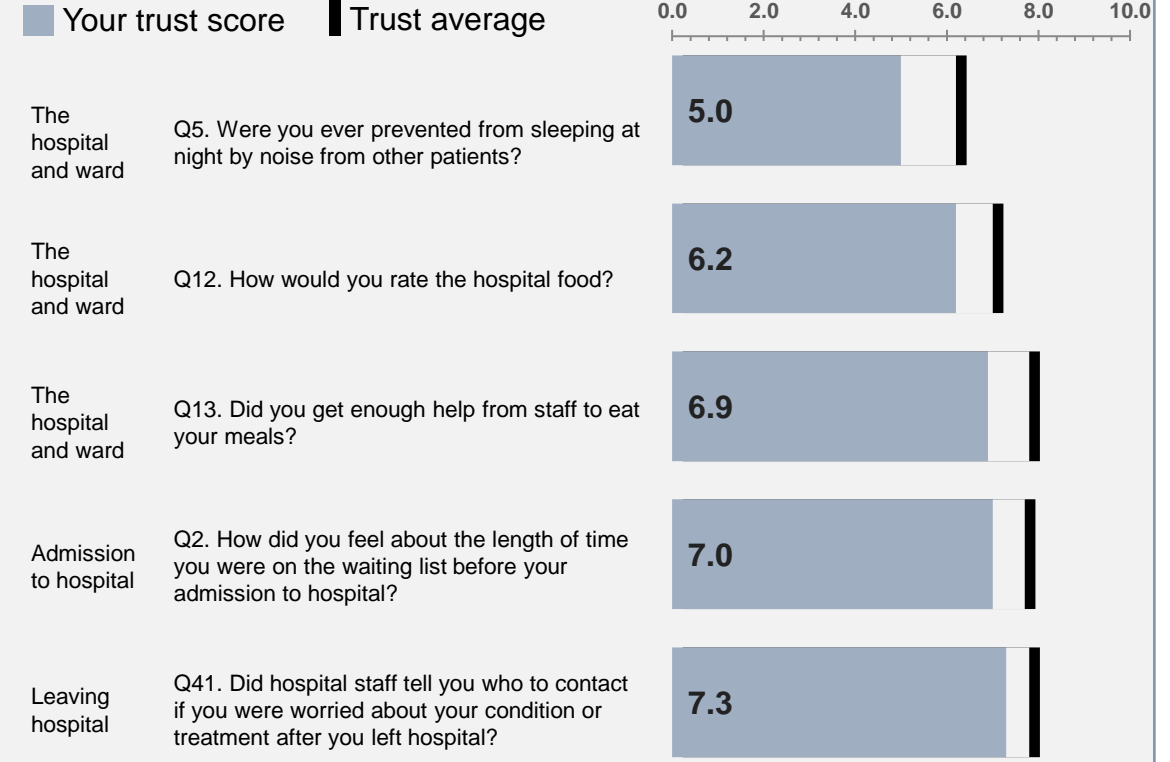 Your trust score Trust average
0.0 2.0 4.0 6.0 8.0 10.0
The
hospital
and ward
Q5. Were you ever prevented from sleeping at
night by noise from other patients?
5.0
The
hospital
and ward
Q12. How would you rate the hospital food?
6.2
The
hospital
and ward
Q13. Did you get enough help from staff to eat
your meals?
6.9
Admission
to hospital
Q2. How did you feel about the length of time
you were on the waiting list before your
admission to hospital?
7.0
Leaving
hospital
Q41. Did hospital staff tell you who to contact
if you were worried about your condition or
treatment after you left hospital?
7.3